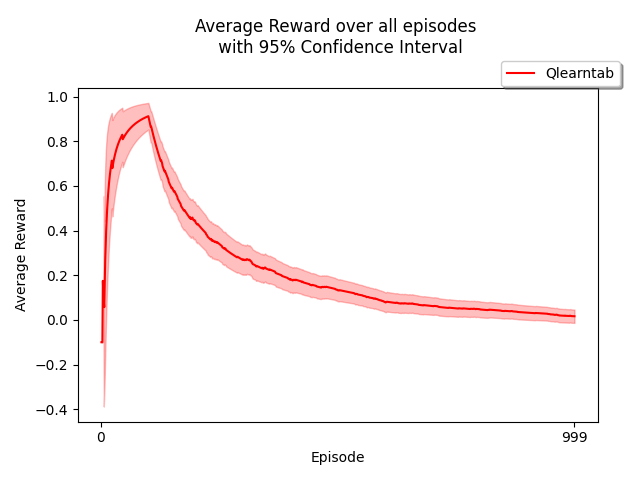 Average Reward over all episodes
with 95% Confidence Interval
Qlearntab
1.0
0.8
0.6
0.4
0.2
0.0
−0.2
−0.4
Average Reward
0
999
Episode